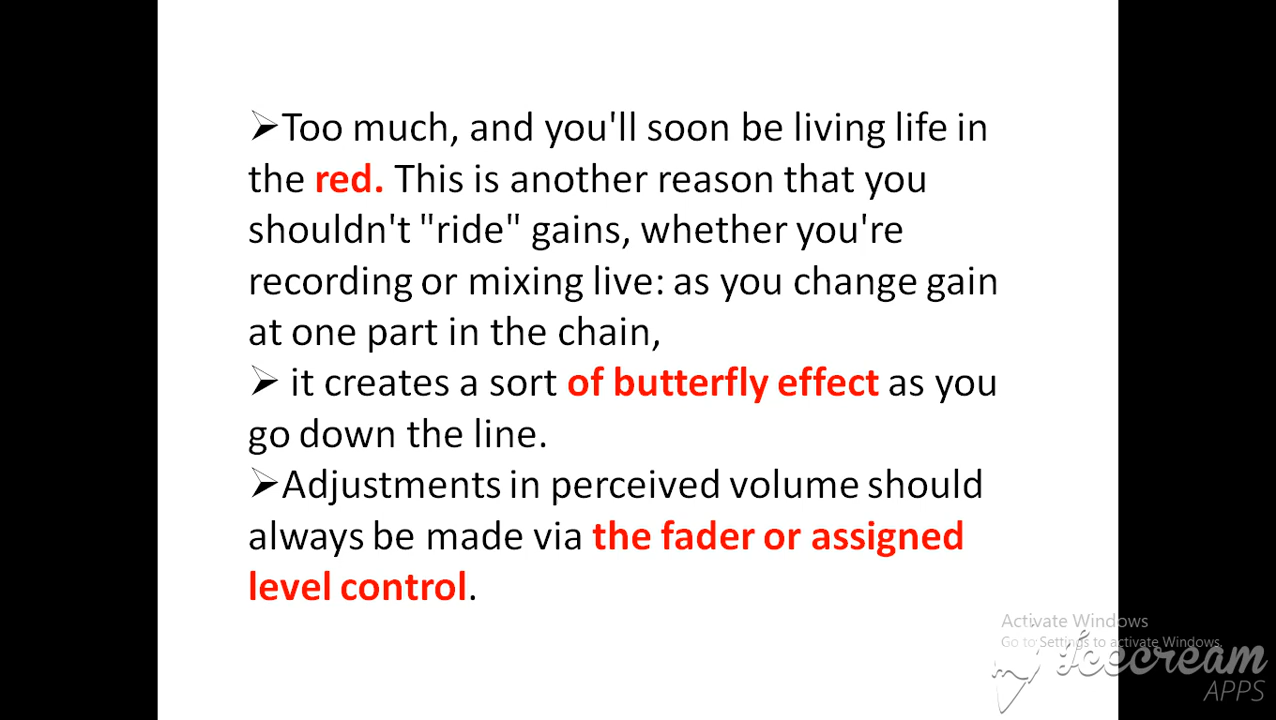 ➢Too much, and you'll soon be living life in
the red. This is another reason that you
shouldn't "ride" gains, whether you're
recording or mixing live: as you change gain
at one part in the chain,
➢ it creates a sort of butterfly effect as you
go down the line.
➢Adjustments in perceived volume should
always be made via the fader or assigned
level control.
Activate Windows
Go to Settings to activate Windows.
Icecream
APPS